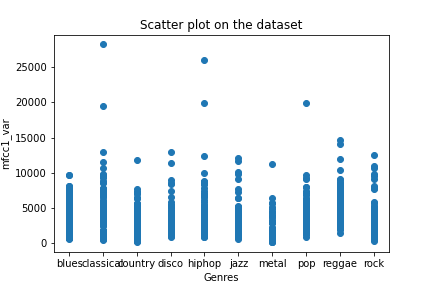 Scatter plot on the dataset
mfcc1_var
25000
20000
15000
10000
5000
0
blues classical country disco hiphop jazz metal pop reggae rock
Genres